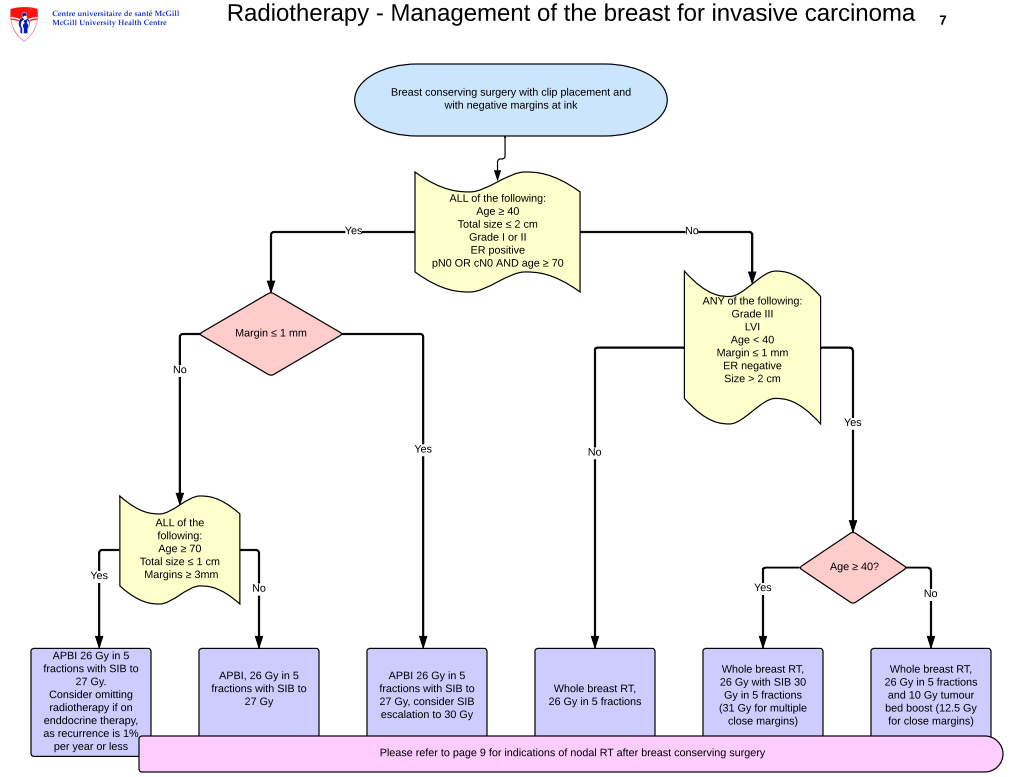 Centre universitaire de santé McGill
McGill University Health Centre
Radiotherapy - Management of the breast for invasive carcinoma
7
Breast conserving surgery with clip placement and
with negative margins at ink
ALL of the following:
Age ≥ 40
Total size ≤ 2 cm
Grade I or II
ER positive
pN0 OR cN0 AND age ≥ 70
Yes
No
Margin ≤ 1 mm
ANY of the following:
Grade III
LVI
Age < 40
Margin ≤ 1 mm
ER negative
Size > 2 cm
No
Yes
No
Yes
ALL of the
following:
Age ≥ 70
Total size ≤ 1 cm
Margins ≥ 3mm
Age ≥ 40?
Yes
No
Yes
No
APBI 26 Gy in 5
fractions with SIB to
27 Gy.
Consider omitting
radiotherapy if on
enddocrine therapy,
as recurrence is 1%
per year or less
APBI, 26 Gy in 5
fractions with SIB to
27 Gy
APBI 26 Gy in 5
fractions with SIB to
27 Gy, consider SIB
escalation to 30 Gy
Whole breast RT,
26 Gy in 5 fractions
Whole breast RT,
26 Gy with SIB 30
Gy in 5 fractions
(31 Gy for multiple
close margins)
Whole breast RT,
26 Gy in 5 fractions
and 10 Gy tumour
bed boost (12.5 Gy
for close margins)
Please refer to page 9 for indications of nodal RT after breast conserving surgery